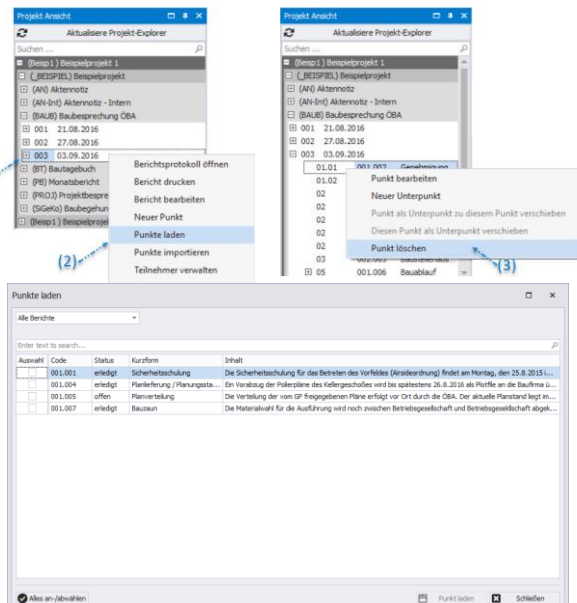 Projekt Ansicht
Aktualisiere Projekt-Explorer
Suchen ...
(Beisp1) Beispielprojekt 1
(_BEISPIEL) Beispielprojekt
(AN) Aktennotiz
(AN-Int) Aktennotiz - Intern
(BAUB) Baubesprechung ÖBA
001 21.08.2016
002 27.08.2016
003 03.09.2016
(BT) Bautagebuch
(PB) Monatsbericht
(PROJ) Projektbespre
(SiGeKo) Baubegehun
(Beisp1) Beispielprojel
Berichtsprotokoll öffnen
Bericht drucken
Bericht bearbeiten
Neuer Punkt
Punkte laden
Punkte importieren
Teilnehmer verwalten
(2)
Projekt Ansicht
Aktualisiere Projekt-Explorer
Suchen ...
(Beisp1) Beispielprojekt 1
(_BEISPIEL) Beispielprojekt
(AN) Aktennotiz
(AN-Int) Aktennotiz - Intern
(BAUB) Baubesprechung ÖBA
001 21.08.2016
002 27.08.2016
003 03.09.2016
01.01 001.002 Genehmigung
01.02
02
02
02
02
02
03 002.003
05 001.006 Bauablauf
Punkt bearbeiten
Neuer Unterpunkt
Punkt als Unterpunkt zu diesem Punkt verschieben
Diesen Punkt als Unterpunkt verschieben
Punkt löschen
(3)
Punkte laden
Alle Berichte
Enter text to search...
Auswahl Code Status Kurzform Inhalt
001.001 erledigt Sicherheitsschulung Die Sicherheitsschulung für das Betreten des Vorfeldes (Airsideordnung) findet am Montag, den 25.8.2015 i...
001.004 erledigt Planlieferung / Planungssta... Ein Vorabzug der Polierpläne des Kellergeschoßes wird bis spätestens 26.8.2016 als Plotfile an die Baufirma ü...
001.005 offen Planverteilung Die Verteilung der vom GP freigegebenen Pläne erfolgt vor Ort durch die ÖBA. Der aktuelle Planstand liegt im...
001.007 erledigt Bauzaun Die Materialwahl für die Ausführung wird noch zwischen Betriebsgesellschaft und Betriebsgeseldschaft abgek...
Alles an-/abwählen
Punkt laden
Schließen